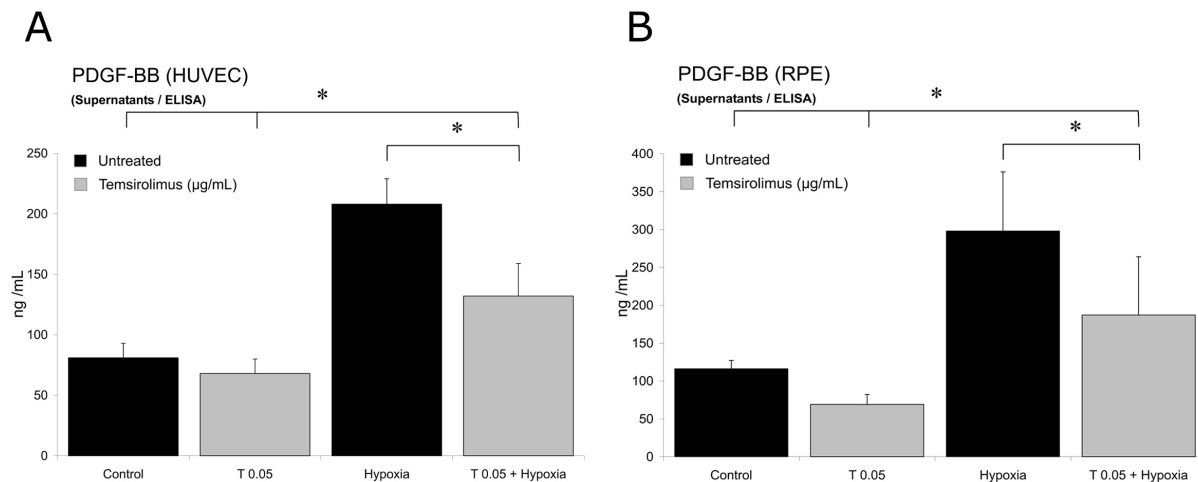 A
PDGF-BB (HUVEC)
(Supernatants / ELISA)
*
*
Untreated
Temsirolimus (µg/mL)
250
200
150
100
50
0
ng /mL
Control
T 0.05
Hypoxia
T 0.05 + Hypoxia
B
PDGF-BB (RPE)
(Supernatants / ELISA)
*
*
Untreated
Temsirolimus (µg/mL)
400
350
300
250
200
150
100
50
0
ng /mL
Control
T 0.05
Hypoxia
T 0.05 + Hypoxia